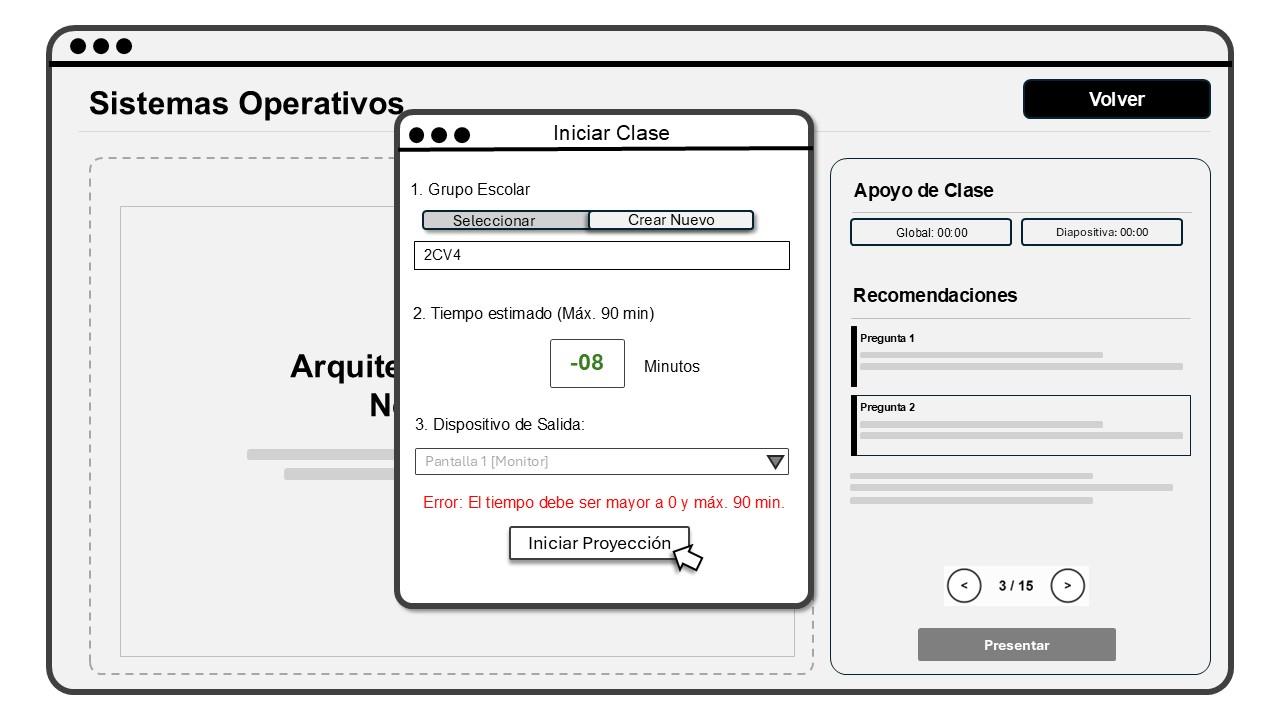 Sistemas Operativos
Volver
Iniciar Clase
1. Grupo Escolar
Seleccionar
Crear Nuevo
2CV4
2. Tiempo estimado (Máx. 90 min)
-08
Minutos
3. Dispositivo de Salida:
Pantalla 1 [Monitor]
Error: El tiempo debe ser mayor a 0 y máx. 90 min.
Iniciar Proyección
Arquite
N
Apoyo de Clase
Global: 00:00
Diapositiva: 00:00
Recomendaciones
Pregunta 1
Pregunta 2
<
3 / 15
>
Presentar